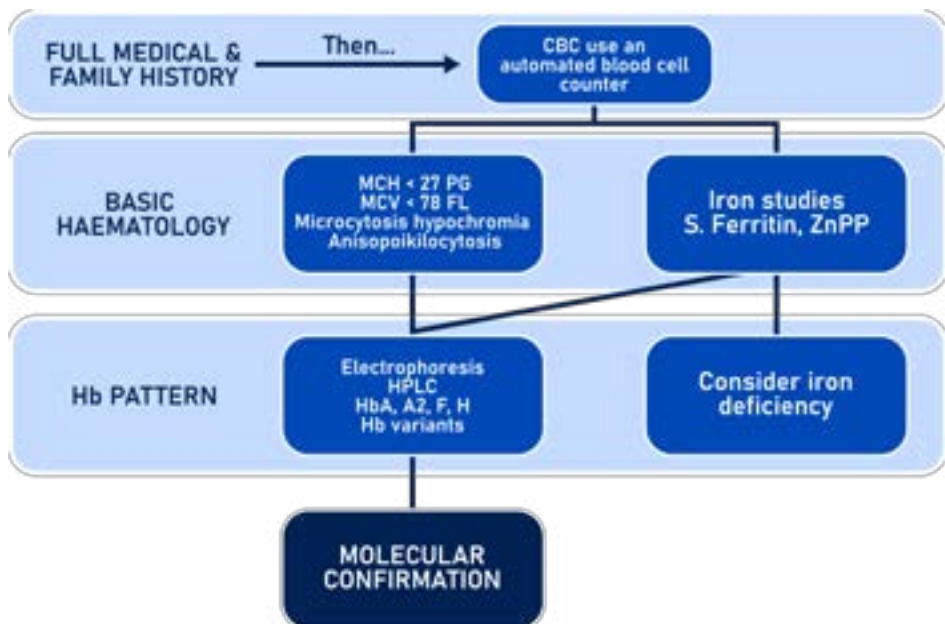 FULL MEDICAL &
FAMILY HISTORY
Then...
CBC use an
automated blood cell
counter
BASIC
HAEMATOLOGY
MCH < 27 PG
MCV < 78 FL
Microcytosis hypochromia
Anisopoikilocytosis
Iron studies
S. Ferritin, ZnPP
Hb PATTERN
Electrophoresis
HPLC
HbA, A2, F, H
Hb variants
Consider iron
deficiency
MOLECULAR
CONFIRMATION